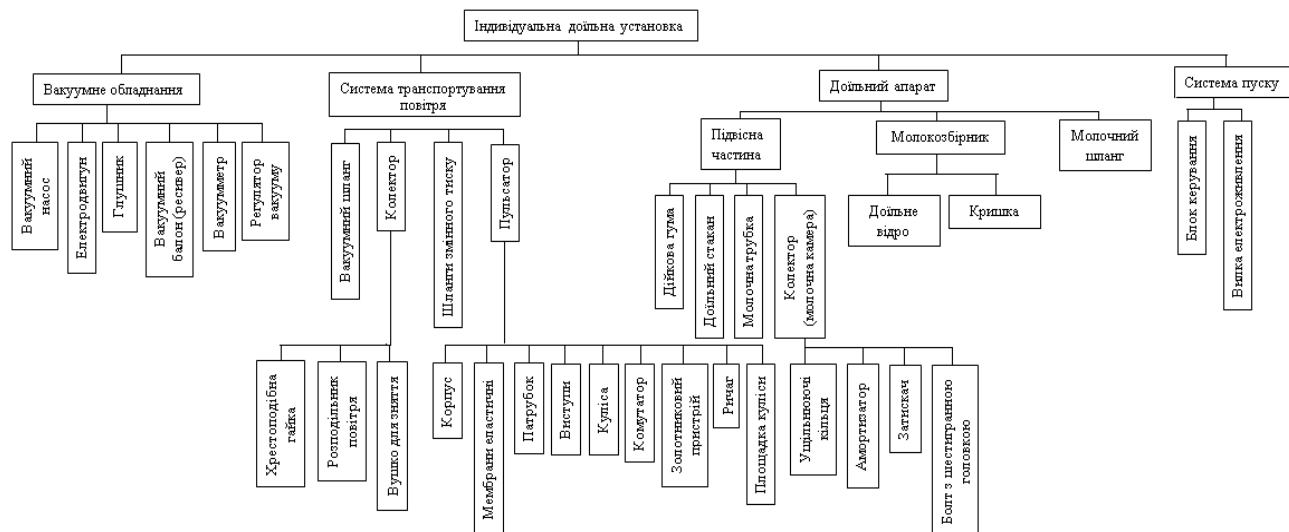 Індивідуальна доїльна установка
Вакуумне обладнання
Система транспортування
повітря
Доїльний апарат
Система пуску
Вакуумний
насос
Електродвигун
Глушник
Вакуумний
балон (ресивер)
Вакуумметр
Регулятор
вакууму
Вакуумний шланг
Колектор
Шланги змінного тиску
Пульсатор
Підвісна
частина
Молокозбірник
Молочний
шланг
Блок керування
Вилка електроживлення
Дійкова гума
Доїльний стакан
Молочна трубка
Колектор
(молочна камера)
Доїльне
відро
Кришка
Хрестоподібна
гайка
Розподільник
повітря
Вушко для зняття
Корпус
Мембрани еластичні
Патрубок
Виступи
Куліса
Комутатор
Золотниковий
пристрій
Ричаг
Площадка куліси
Ущільнюючі
кільця
Амортизатор
Затискач
Болт з шестигранною
головкою